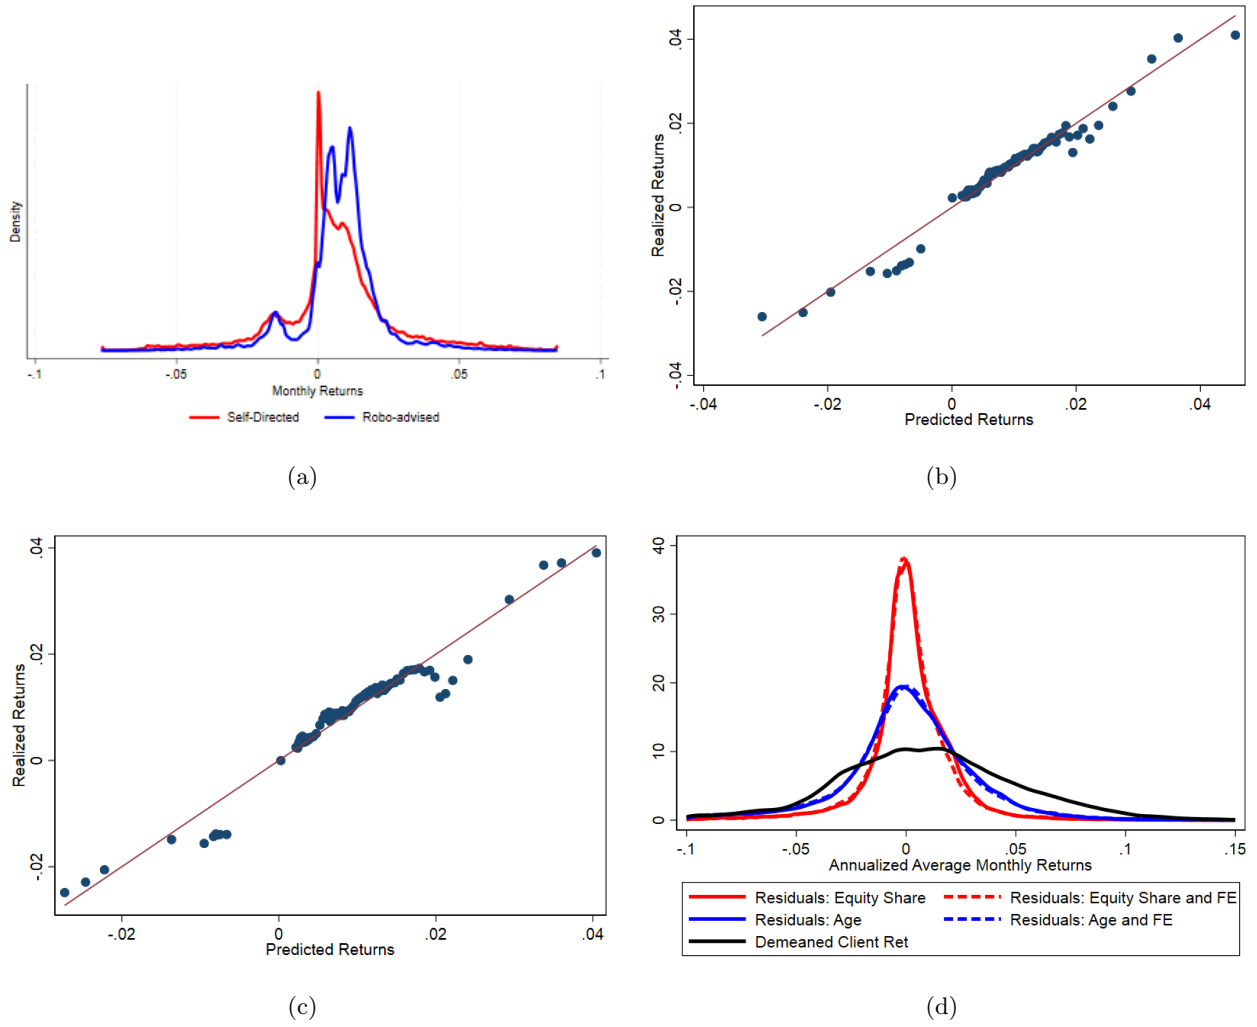 Density
-.1 -.05 0 .05 .1
Monthly Returns
Self-Directed Robo-advised
(a)
Realized Returns
.04
.02
0
-.02
-.04
-.04 -.02 0 .02 .04
Predicted Returns
(b)
Realized Returns
.04
.02
0
-.02
-.02 0 .02 .04
Predicted Returns
(c)
40
30
20
10
0
-.1 -.05 0 .05 .1 .15
Annualized Average Monthly Returns
Residuals: Equity Share Residuals: Equity Share and FE
Residuals: Age Residuals: Age and FE
Demeaned Client Ret
(d)